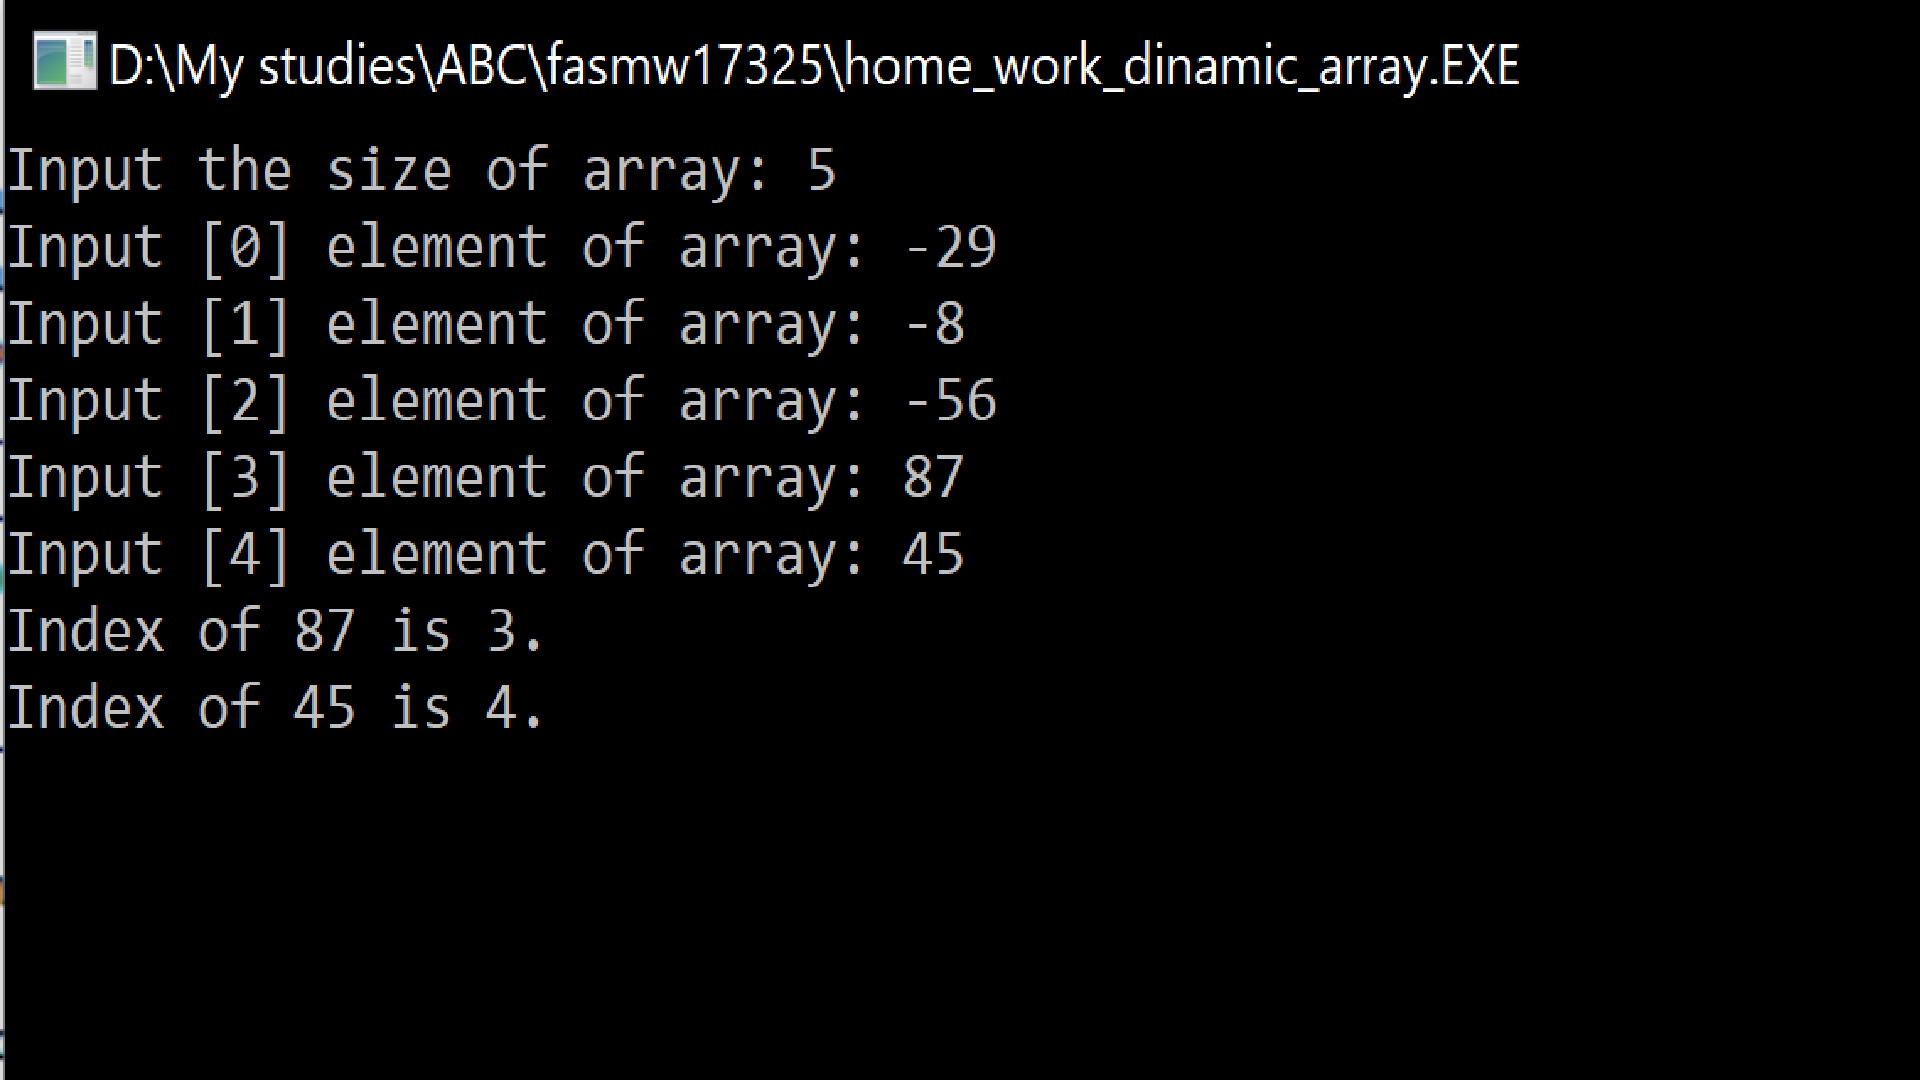 D:\My studies\ABC\fasmw17325\home_work_dinamic_array.EXE
Input the size of array: 5
Input [0] element of array: -29
Input [1] element of array: -8
Input [2] element of array: -56
Input [3] element of array: 87
Input [4] element of array: 45
Index of 87 is 3.
Index of 45 is 4.